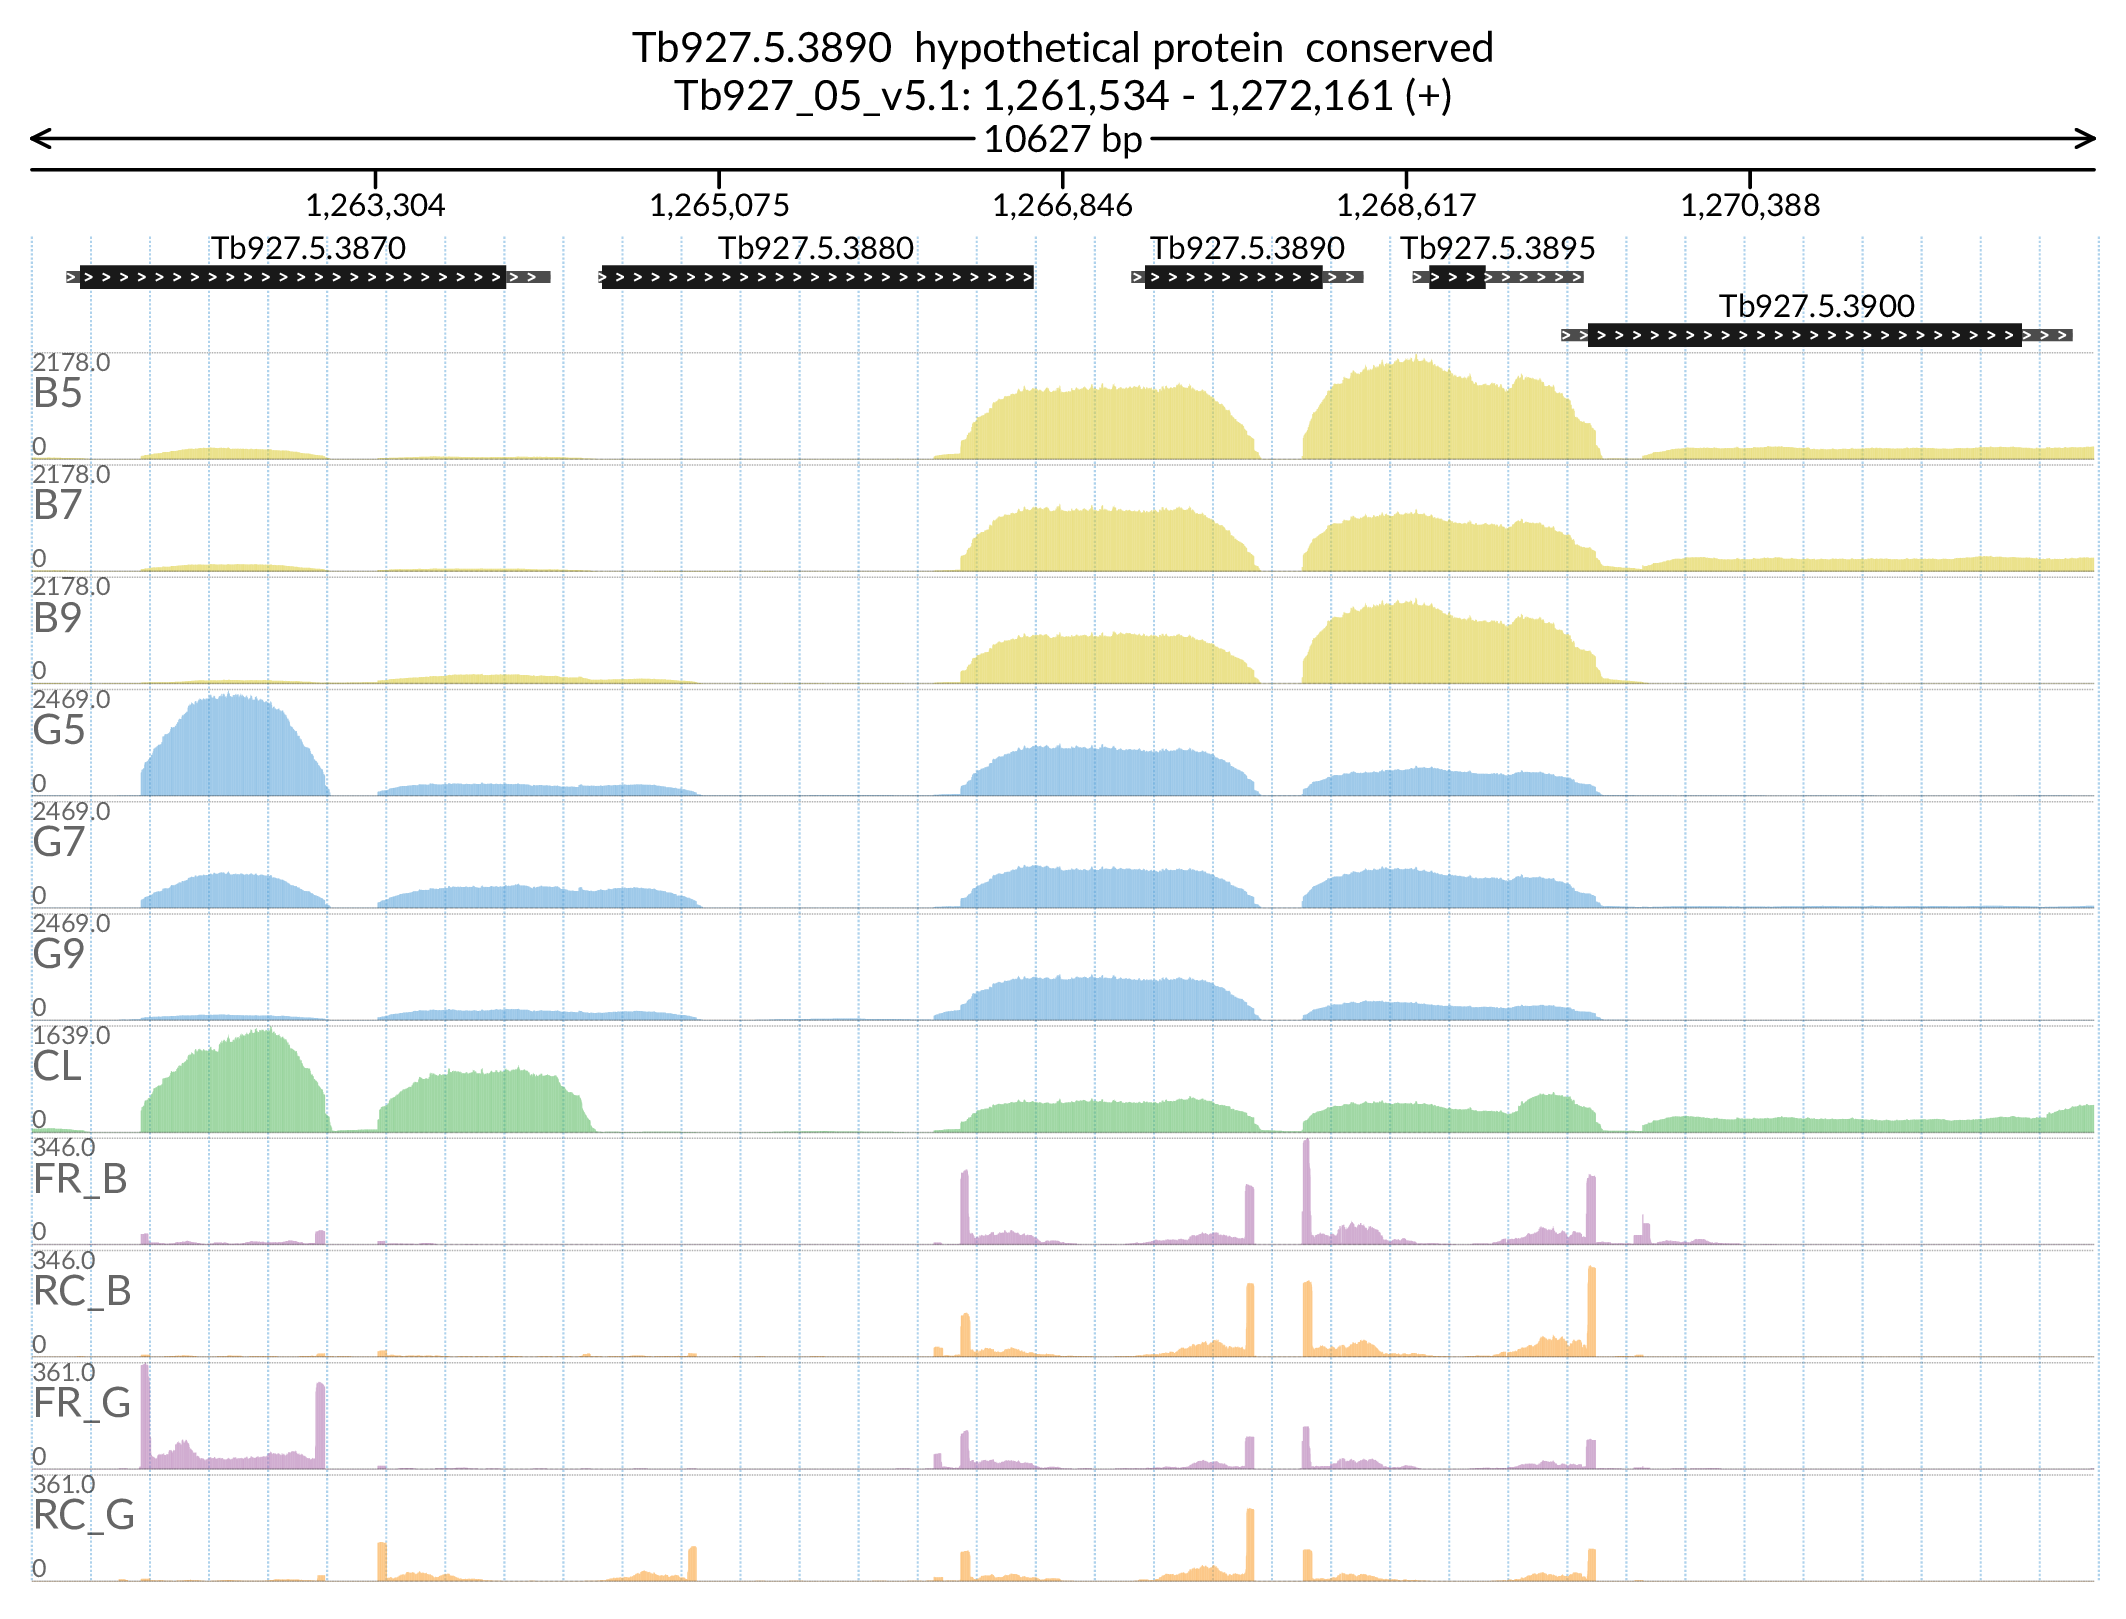 Tb927.5.3890  hypothetical protein  conserved
Tb927_05_v5.1: 1,261,534 - 1,272,161 (+)
10627 bp
1,263,304 1,265,075 1,266,846 1,268,617 1,270,388
Tb927.5.3870 Tb927.5.3880 Tb927.5.3890 Tb927.5.3895
Tb927.5.3900
2178.0
B5
0
2178.0
B7
0
2178.0
B9
0
2469.0
G5
0
2469.0
G7
0
2469.0
G9
0
1639.0
CL
0
346.0
FR_B
0
346.0
RC_B
0
361.0
FR_G
0
361.0
RC_G
0